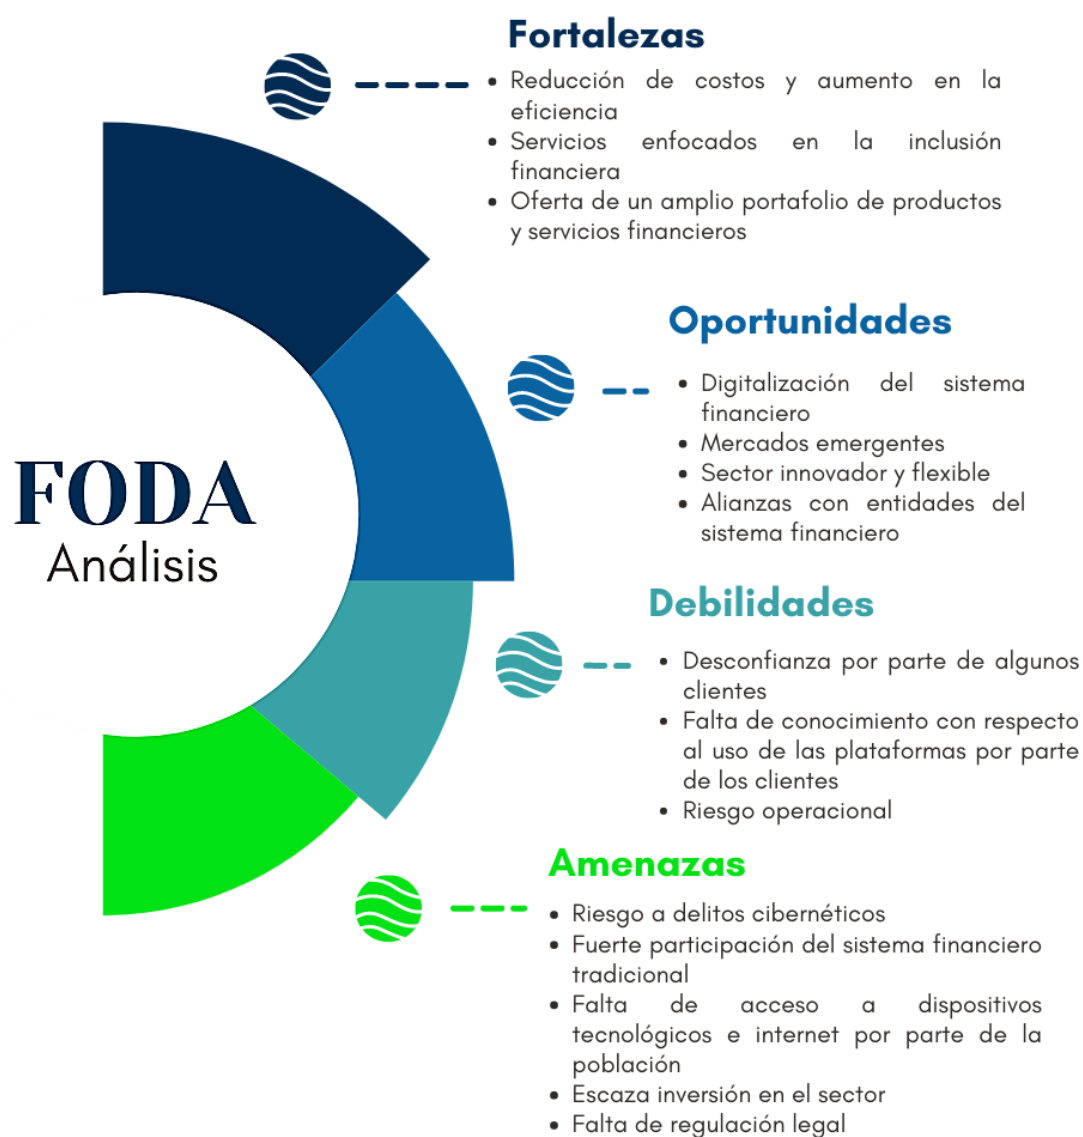 Fortalezas
• Reducción de costos y aumento en la
eficiencia
• Servicios enfocados en la inclusión
financiera
• Oferta de un amplio portafolio de productos
y servicios financieros
Oportunidades
• Digitalización del sistema
financiero
• Mercados emergentes
• Sector innovador y flexible
• Alianzas con entidades del
sistema financiero
FODA
Análisis
Debilidades
• Desconfianza por parte de algunos
clientes
• Falta de conocimiento con respecto
al uso de las plataformas por parte
de los clientes
• Riesgo operacional
Amenazas
• Riesgo a delitos cibernéticos
• Fuerte participación del sistema financiero
tradicional
• Falta de acceso a dispositivos
tecnológicos e internet por parte de la
población
• Escaza inversión en el sector
• Falta de regulación legal